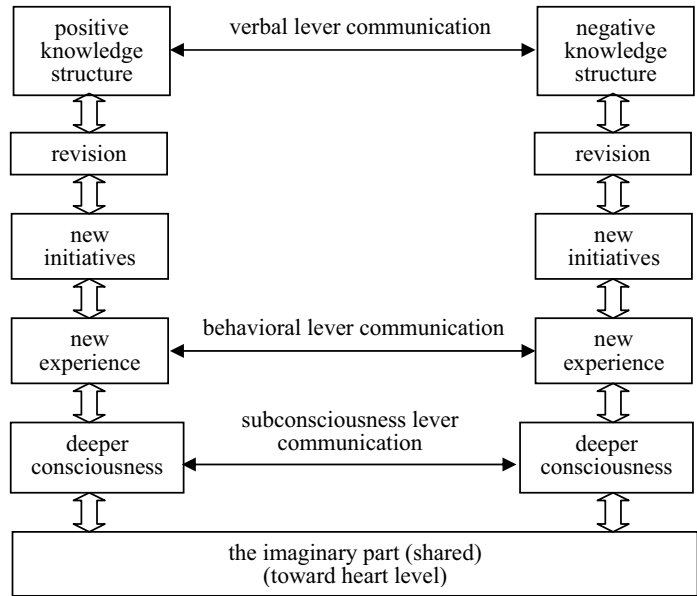 positive
knowledge
structure
verbal lever communication
negative
knowledge
structure
revision
revision
new
initiatives
new
initiatives
new
experience
behavioral lever communication
new
experience
deeper
consciousness
subconsciousness lever
communication
deeper
consciousness
the imaginary part (shared)
(toward heart level)